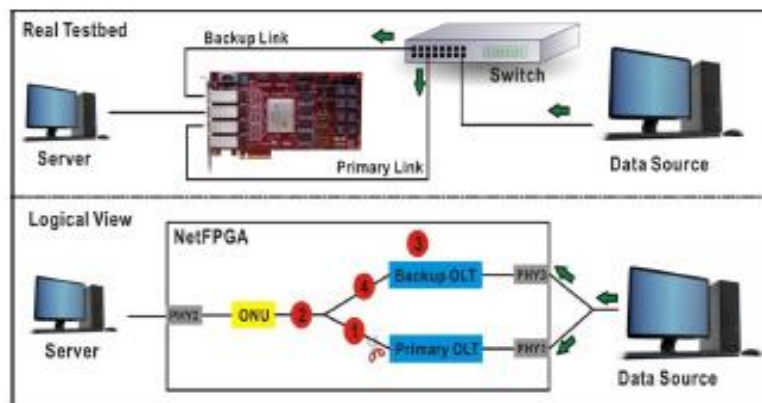 Real Testbed
Backup Link
Switch
Server
Primary Link
Data Source
Logical View
NetFPGA
3
4
Backup OLT
PHY3
PHY2
ONU
2
1
Primary OLT
PHY1
Server
Data Source